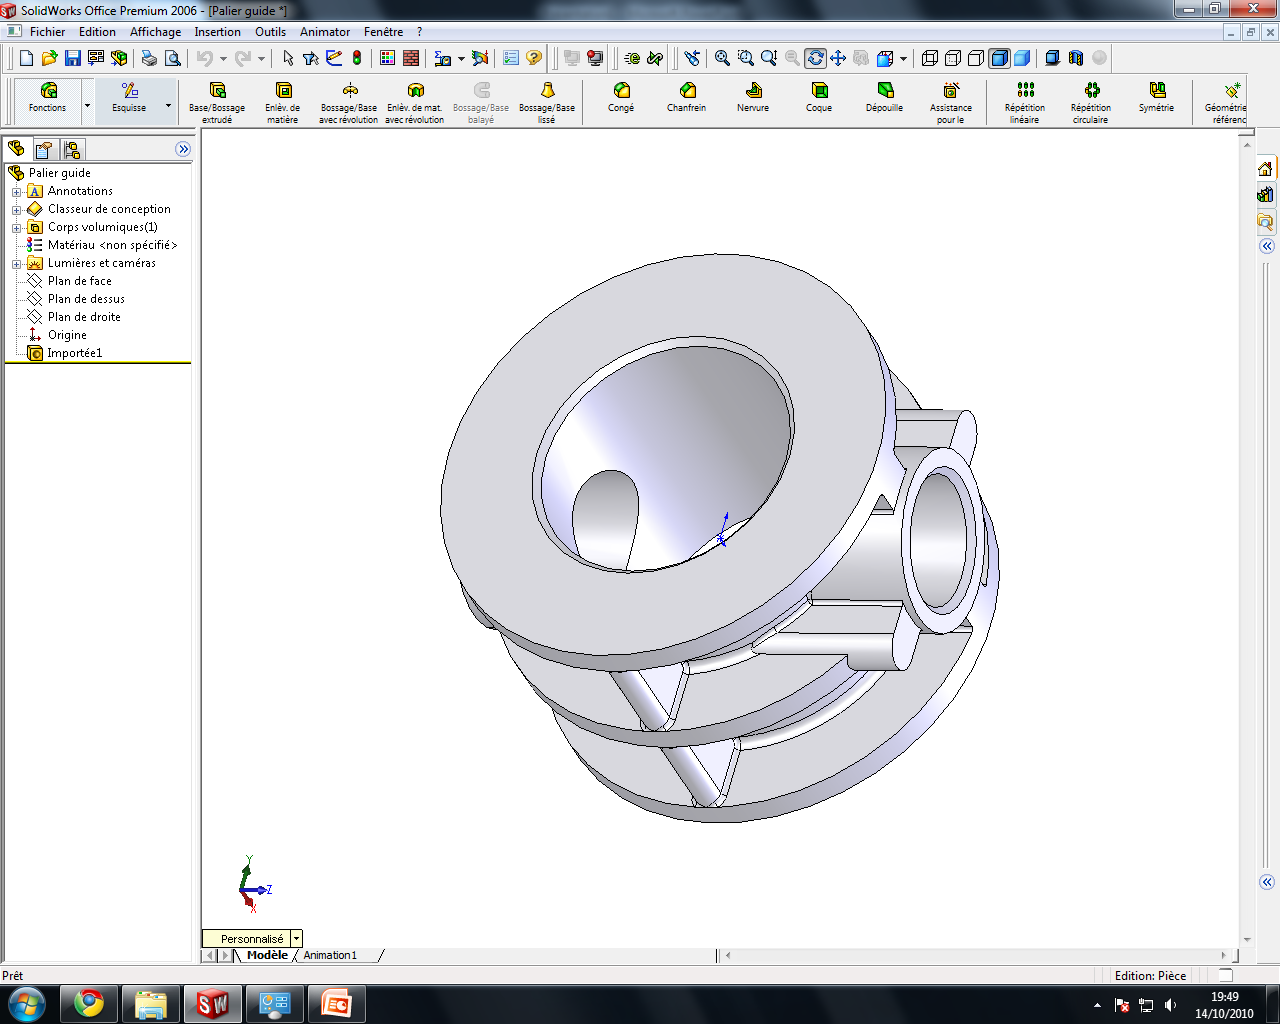 SolidWorks Office Premium 2006 - [Palier guide *]
Fichier Edition Affichage Insertion Outils Animator Fenêtre ?
Fonctions Esquisse Base/Bossage extrudé Enlèv. de matière Bossage/Base avec révolution Enlèv. de mat. avec révolution Bossage/Base balayé Bossage/Base lissé Congé Chanfrein Nervure Coque Dépouille Assistance pour le Répétition linéaire Répétition circulaire Symétrie Géométrie référenc
Palier guide
Annotations
Classeur de conception
Corps volumiques(1)
Matériau <non spécifié>
Lumières et caméras
Plan de face
Plan de dessus
Plan de droite
Origine
Importée1
Y
Z
X
Personnalisé
Modèle Animation1
Prêt Edition: Pièce
19:49
14/10/2010